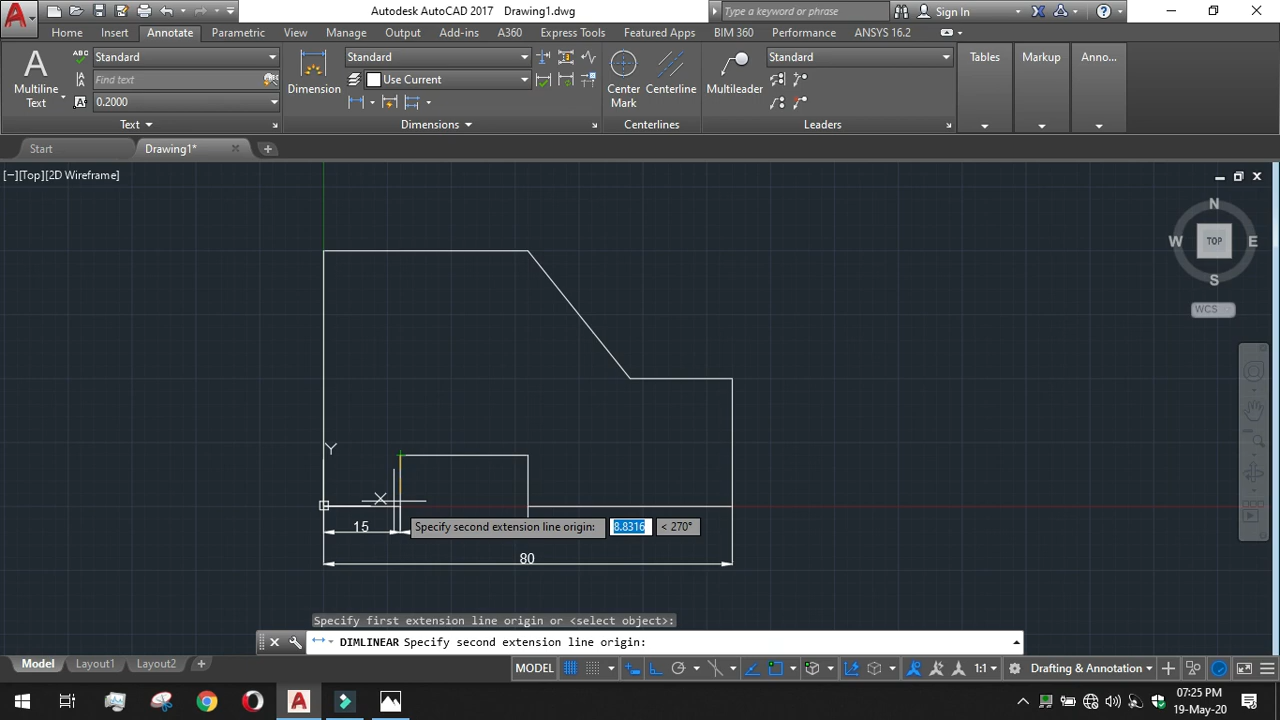 Autodesk AutoCAD 2017 Drawing1.dwg
Type a keyword or phrase
Sign In
Home Insert Annotate Parametric View Manage Output Add-ins A360 Express Tools Featured Apps BIM 360 Performance ANSYS 16.2
Multiline
Text
ABC
Standard
Find text
0.2000
Text
Dimension
Standard
Use Current
Dimensions
Center
Mark
Centerline
Centerlines
Multileader
Standard
Leaders
Tables
Markup
Anno...
Start
Drawing1*
[−][Top][2D Wireframe]
N
W TOP E
S
WCS
Y
X
15
80
Specify second extension line origin: 8.8316 < 270°
Specify first extension line origin or <select object>:
DIMLINEAR Specify second extension line origin:
Model Layout1 Layout2
MODEL
1:1
Drafting & Annotation
07:25 PM
19-May-20